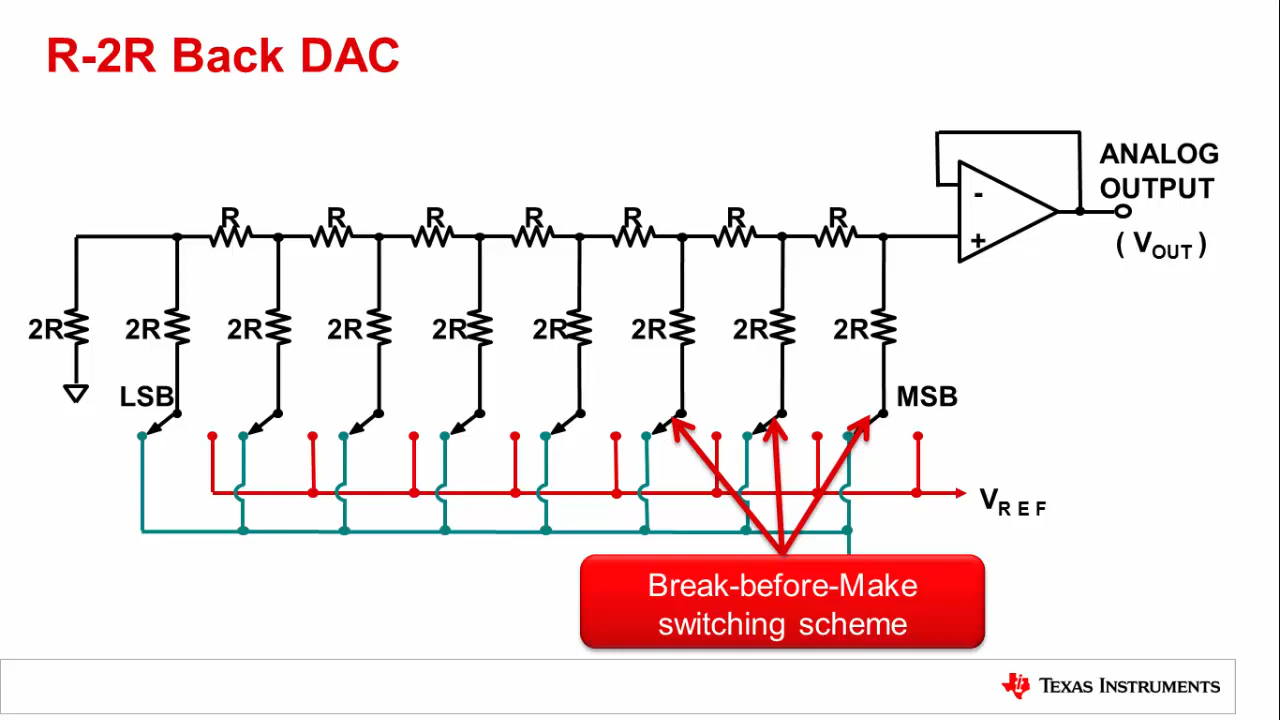 R-2R Back DAC
ANALOG
OUTPUT
( VOUT )
R R R R R R R
-
+
2R 2R 2R 2R 2R 2R 2R 2R 2R
LSB
MSB
VREF
Break-before-Make
switching scheme
TEXAS INSTRUMENTS